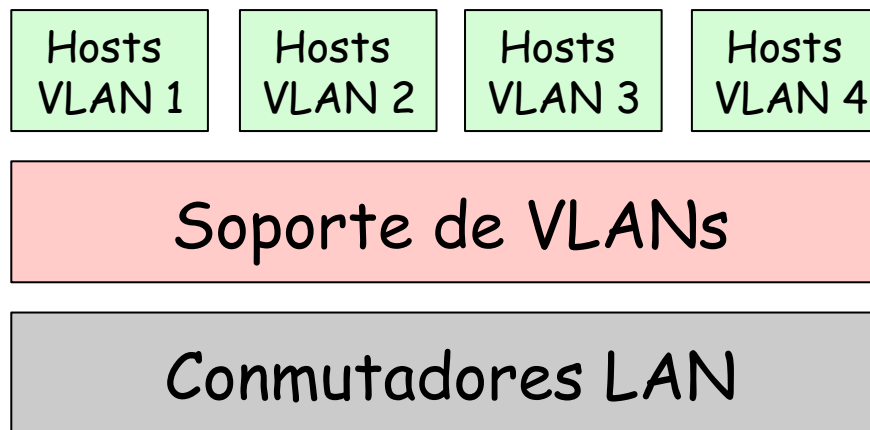 Hosts
VLAN 1
Hosts
VLAN 2
Hosts
VLAN 3
Hosts
VLAN 4
Soporte de VLANs
Conmutadores LAN